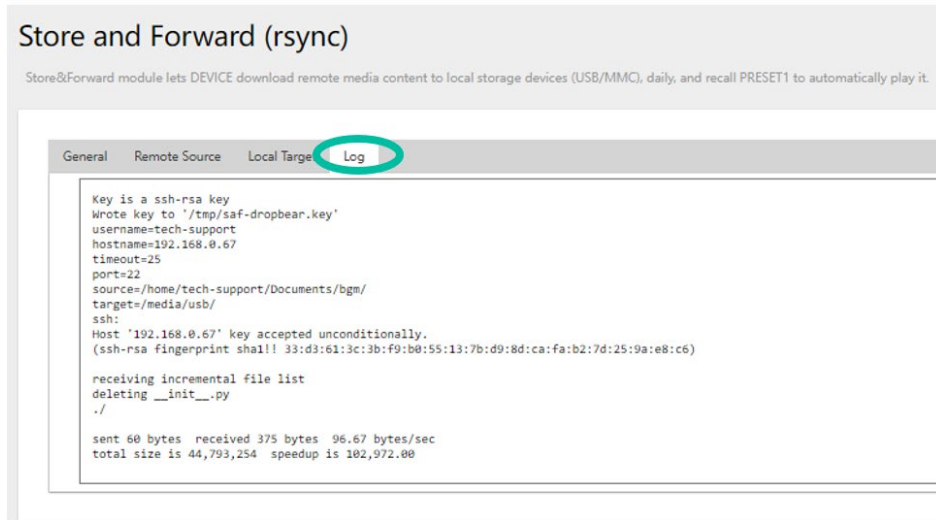 Store and Forward (rsync)
Store&Forward module lets DEVICE download remote media content to local storage devices (USB/MMC), daily, and recall PRESET1 to automatically play it.
General Remote Source Local Targe Log
Key is a ssh-rsa key
Wrote key to '/tmp/saf-dropbear.key'
username=tech-support
hostname=192.168.0.67
timeout=25
port=22
source=/home/tech-support/Documents/bgm/
target=/media/usb/
ssh:
Host '192.168.0.67' key accepted unconditionally.
(ssh-rsa fingerprint sha1!! 33:d3:61:3c:3b:f9:b0:55:13:7b:d9:8d:ca:fa:b2:7d:25:9a:e8:c6)
receiving incremental file list
deleting __init__.py
./
sent 60 bytes  received 375 bytes  96.67 bytes/sec
total size is 44,793,254  speedup is 102,972.00